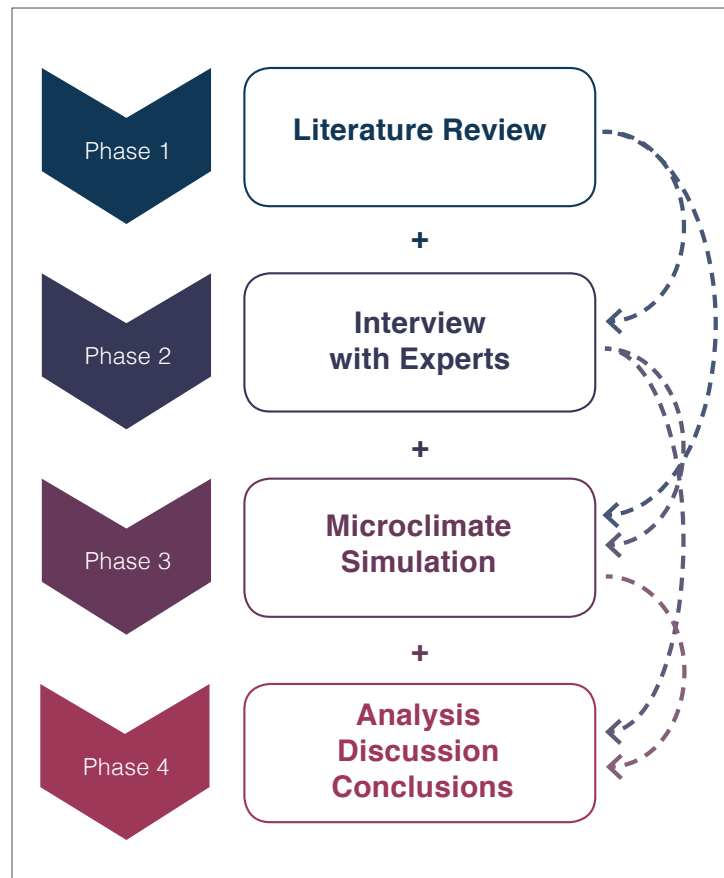 Phase 1
Literature Review
+
Phase 2
Interview
with Experts
+
Phase 3
Microclimate
Simulation
+
Phase 4
Analysis
Discussion
Conclusions